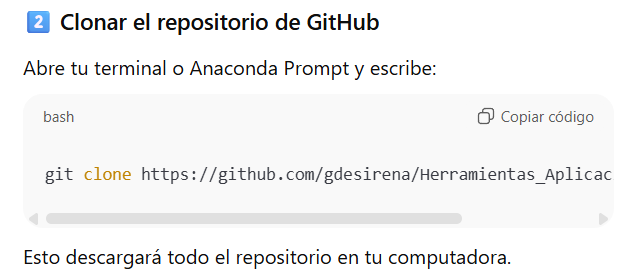 2 Clonar el repositorio de GitHub
Abre tu terminal o Anaconda Prompt y escribe:
bash Copiar código
git clone https://github.com/gdesirena/Herramientas_Aplicac
Esto descargará todo el repositorio en tu computadora.